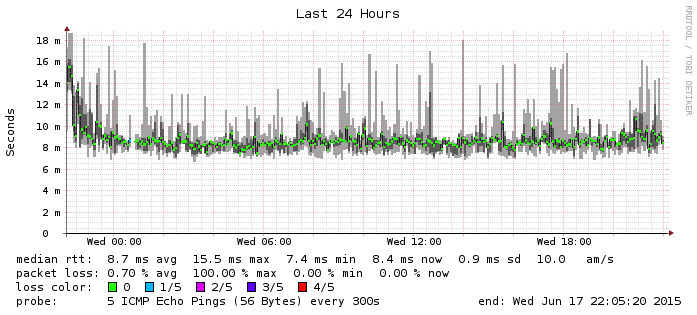 Last 24 Hours
RRDTOOL / TOBI OETIKER
Seconds
18 m
16 m
14 m
12 m
10 m
8 m
6 m
4 m
2 m
0
Wed 00:00 Wed 06:00 Wed 12:00 Wed 18:00
median rtt: 8.7 ms avg 15.5 ms max 7.4 ms min 8.4 ms now 0.9 ms sd 10.0 am/s
packet loss: 0.70 % avg 100.00 % max 0.00 % min 0.00 % now
loss color: 0 1/5 2/5 3/5 4/5
probe: 5 ICMP Echo Pings (56 Bytes) every 300s end: Wed Jun 17 22:05:20 2015